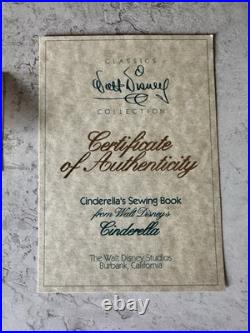 CLASSICS
Walt Disney
COLLECTION
Certificate
of Authenticity
Cinderella's Sewing Book
from Walt Disney's
Cinderella
The Walt Disney Studios
Burbank, California